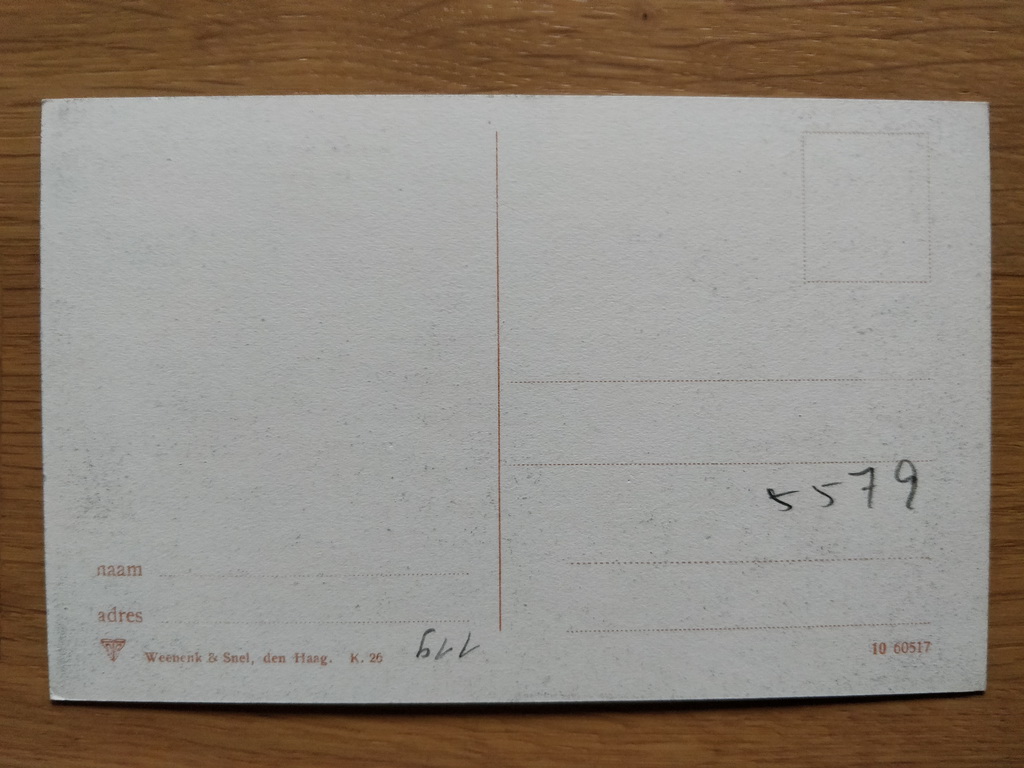 5579
naam
adres
Weenenk & Snel, den Haag. K. 26
10 60517